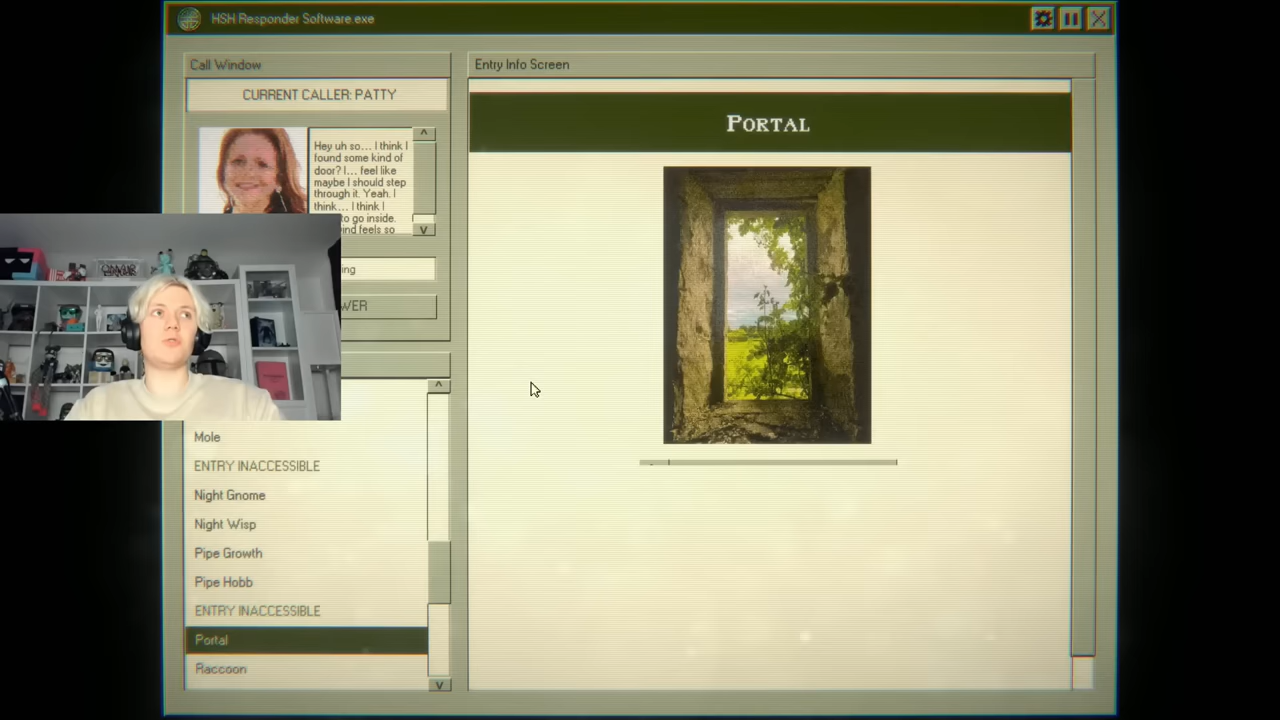 HSH Responder Software.exe
Call Window
CURRENT CALLER: PATTY
Hey uh so... I think I
found some kind of
door? I... feel like
maybe I should step
through it. Yeah. I
think... I think I
to go inside.
feels so
Entry Info Screen
PORTAL
Mole
ENTRY INACCESSIBLE
Night Gnome
Night Wisp
Pipe Growth
Pipe Hobb
ENTRY INACCESSIBLE
Portal
Raccoon